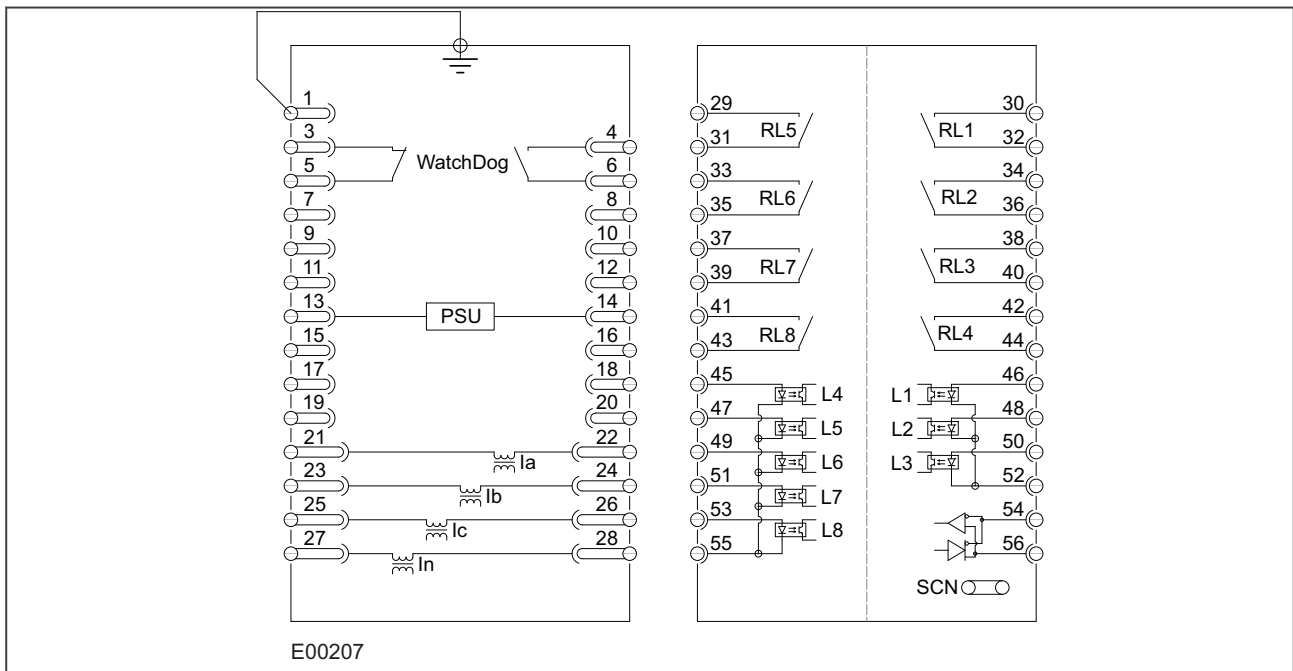 1
3 4
WatchDog
5 6
7 8
9 10
11 12
13 PSU 14
15 16
17 18
19 20
21 22
Ia
23 24
Ib
25 26
Ic
27 28
In
29 30
RL5 RL1
31 32
33 34
RL6 RL2
35 36
37 38
RL7 RL3
39 40
41 42
RL8 RL4
43 44
45 46
L4 L1
47 48
L5 L2
49 50
L6 L3
51 52
L7
53 54
L8
55 56
SCN
E00207